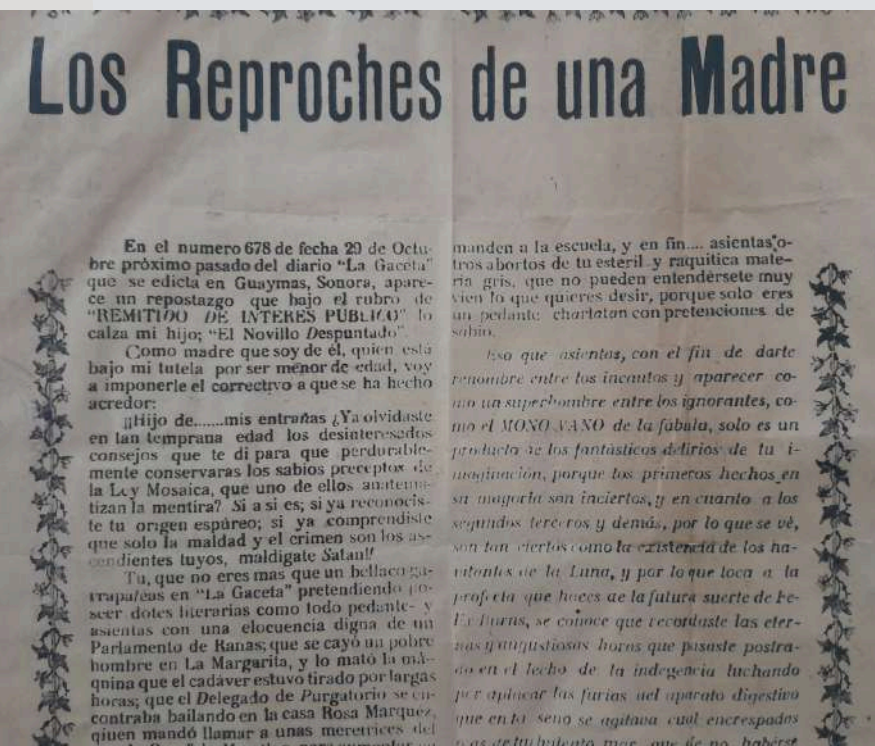 Los Reproches de una Madre
En el numero 678 de fecha 29 de Octu-
bre próximo pasado del diario "La Gaceta"
que se edicta en Guaymas, Sonora, apare-
ce un repostazgo que bajo el rubro de
"REMITIDO DE INTERES PUBLICO" lo
calza mi hijo; "El Novillo Despuntado".
Como madre que soy de él, quien está
bajo mi tutela por ser menor de edad, voy
a imponerle el correctivo a que se ha hecho
acredor:
¡¡Hijo de.......mis entrañas ¿Ya olvidaste
en tan temprana edad los desinteresados
consejos que te di para que perdurable-
mente conservaras los sabios preceptos de
la Ley Mosaica, que uno de ellos anatema-
tizan la mentira? Si a si es; si ya reconocis-
te tu origen espúreo; si ya comprendiste
que solo la maldad y el crimen son los as-
cendientes tuyos, maldigate Satan!!
Tu, que no eres mas que un bellaco ga-
rrapateas en "La Gaceta" pretendiendo po-
seer dotes literarias como todo pedante- y
asientas con una elocuencia digna de un
Parlamento de Ranas; que se cayó un pobre
hombre en La Margarita, y lo mató la má-
qnina que el cadáver estuvo tirado por largas
horas; que el Delegado de Purgatorio se en-
contraba bailando en la casa Rosa Marquez,
qiuen mandó llamar a unas meretrices del
manden a la escuela, y en fin.... asientas o-
tros abortos de tu esteril y raquitica mate-
ria gris, que no pueden entendérsete muy
vien lo que quieres desir, porque solo eres
un pedante charlatan con pretenciones de
sabio.
Eso que asientas, con el fin de darte
renombre entre los incautos y aparecer co-
mo un superhombre entre los ignorantes, co-
mo el MONO VANO de la fábula, solo es un
producto de los fantásticos delirios de tu i-
maginación, porque los primeros hechos en
su mayoria son inciertos, y en cuanto a los
segundos terceros y demás, por lo que se vé,
son tan ciertos como la existencia de los ha-
vitantes de la Luna, y por lo que toca a la
profecia que haces de la futura suerte de
se conoce que recordaste las eter-
nas y angustiosas horas que pasaste postra-
do en el lecho de la indegencia luchando
por aplacar las furias del aparato digestivo
que en tu seno se agitaba cual encrespadas
de turbulento mar, que de no habérse